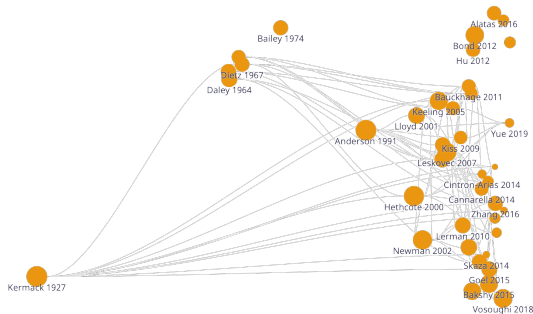 Alatas 2016
Bailey 1974
Bond 2012
Hu 2012
Dietz 1967
Daley 1964
Bauckhage 2011
Keeling 2005
Lloyd 2001
Yue 2019
Anderson 1991
Kiss 2009
Leskovec 2007
Cintron-Arias 2014
Cannarella 2014
Hethcote 2000
Zhang 2016
Lerman 2010
Newman 2002
Skaza 2014
Kermack 1927
Goel 2015
Bakshy 2015
Vosoughi 2018